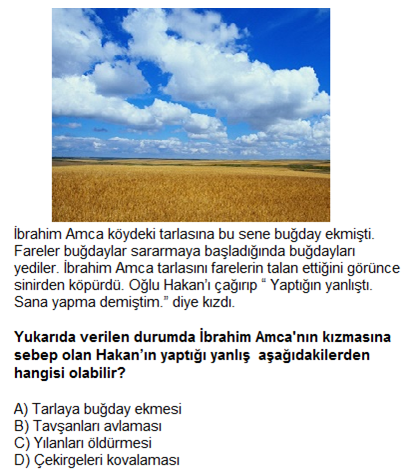 İbrahim Amca köydeki tarlasına bu sene buğday ekmişti.
Fareler buğdaylar sararmaya başladığında buğdayları
yediler. İbrahim Amca tarlasını farelerin talan ettiğini görünce
sinirden köpürdü. Oğlu Hakan’ı çağırıp “ Yaptığın yanlıştı.
Sana yapma demiştim.” diye kızdı.
Yukarıda verilen durumda İbrahim Amca'nın kızmasına
sebep olan Hakan’ın yaptığı yanlış aşağıdakilerden
hangisi olabilir?
A) Tarlaya buğday ekmesi
B) Tavşanları avlaması
C) Yılanları öldürmesi
D) Çekirgeleri kovalaması